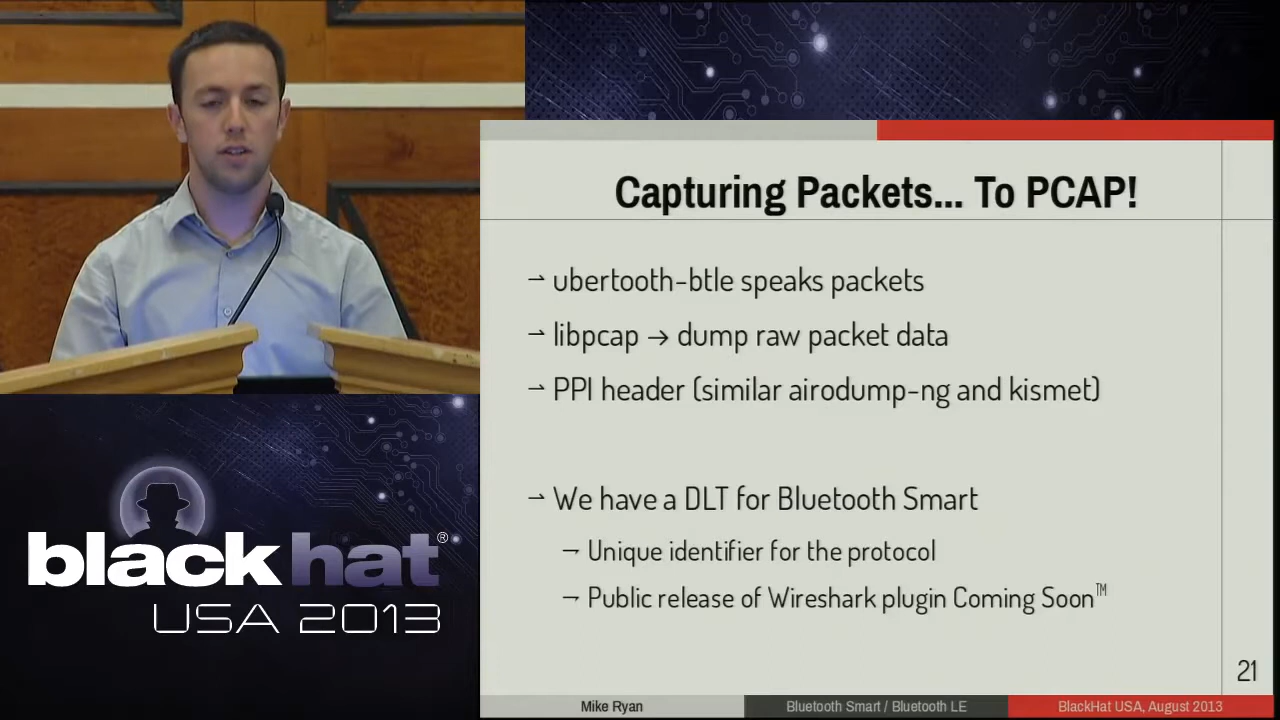 Capturing Packets... To PCAP!
→ ubertooth-btle speaks packets
→ libpcap → dump raw packet data
→ PPI header (similar airodump-ng and kismet)
→ We have a DLT for Bluetooth Smart
→ Unique identifier for the protocol
→ Public release of Wireshark plugin Coming Soon™
21
Mike Ryan
Bluetooth Smart / Bluetooth LE
BlackHat USA, August 2013
blackhat®
USA 2013